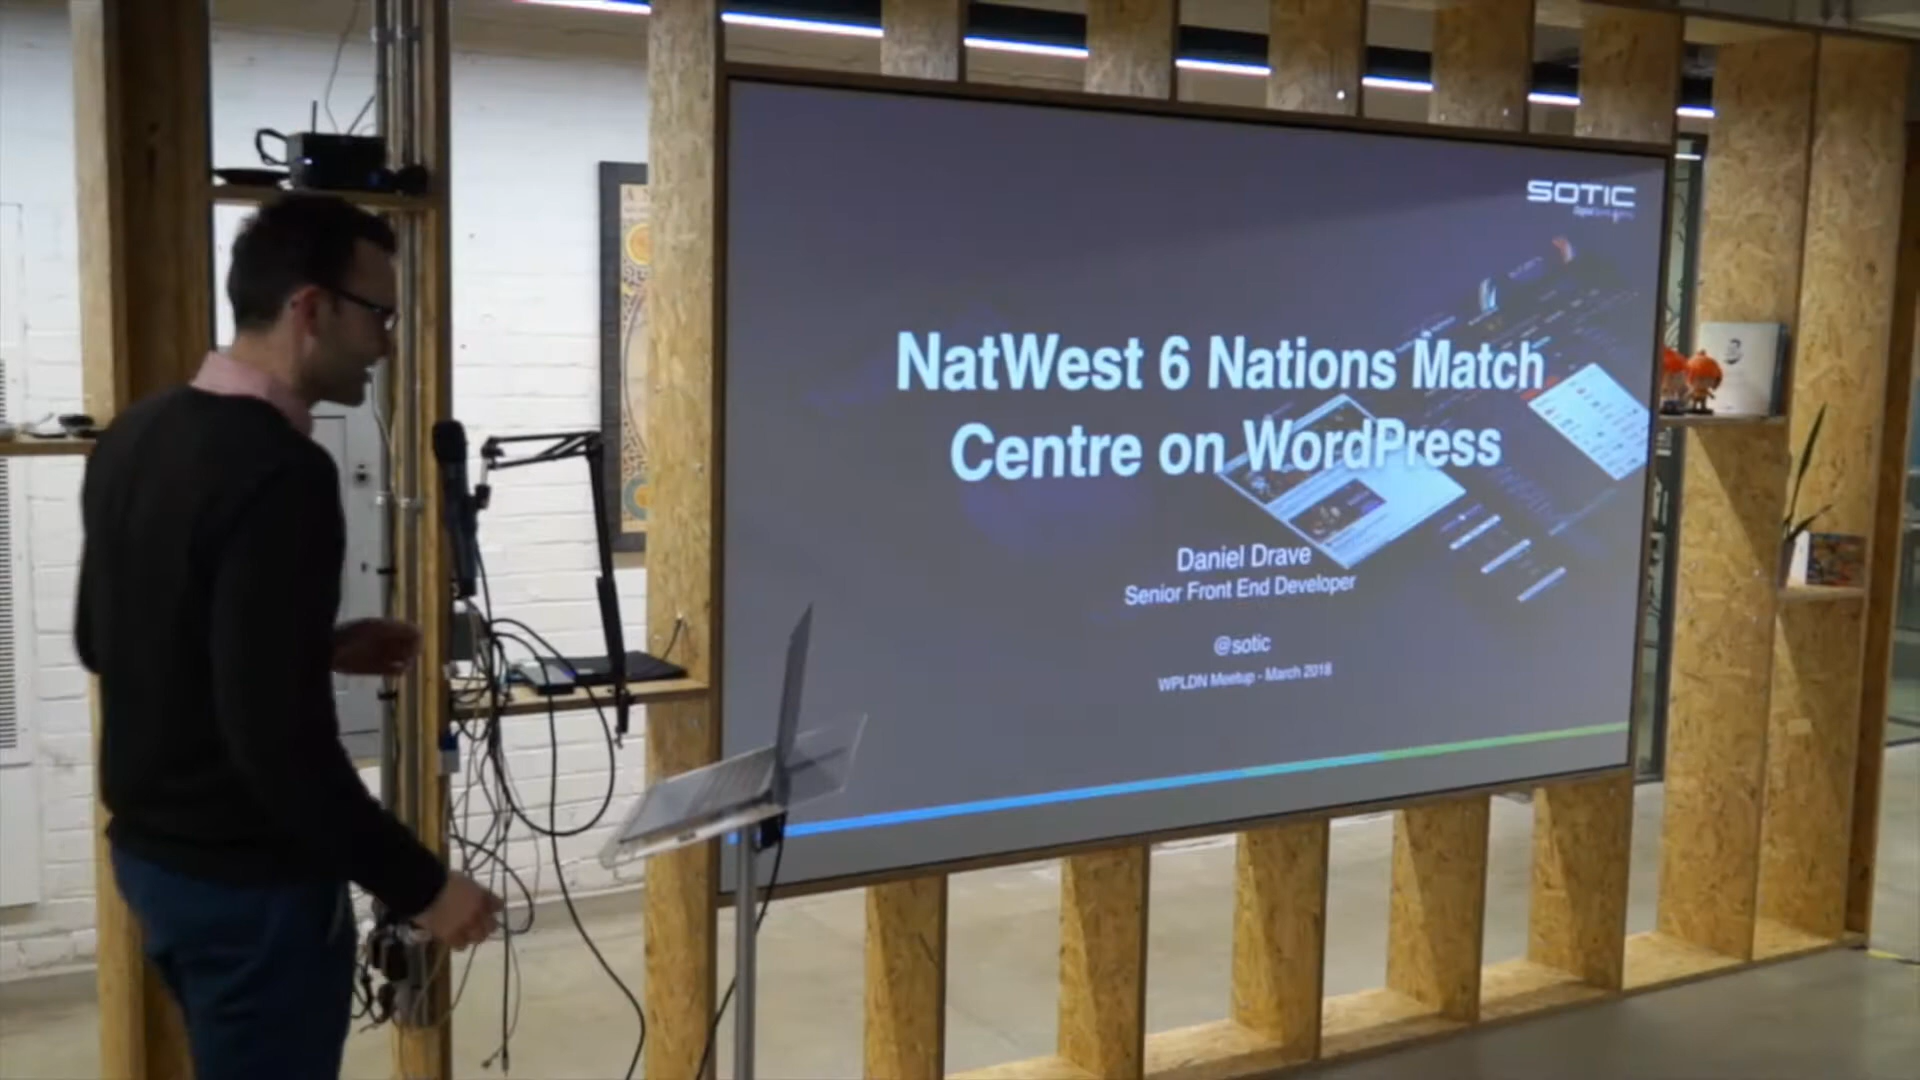 SOTIC
NatWest 6 Nations Match
Centre on WordPress
Daniel Drave
Senior Front End Developer
@sotic
WPLDN Meetup - March 2018